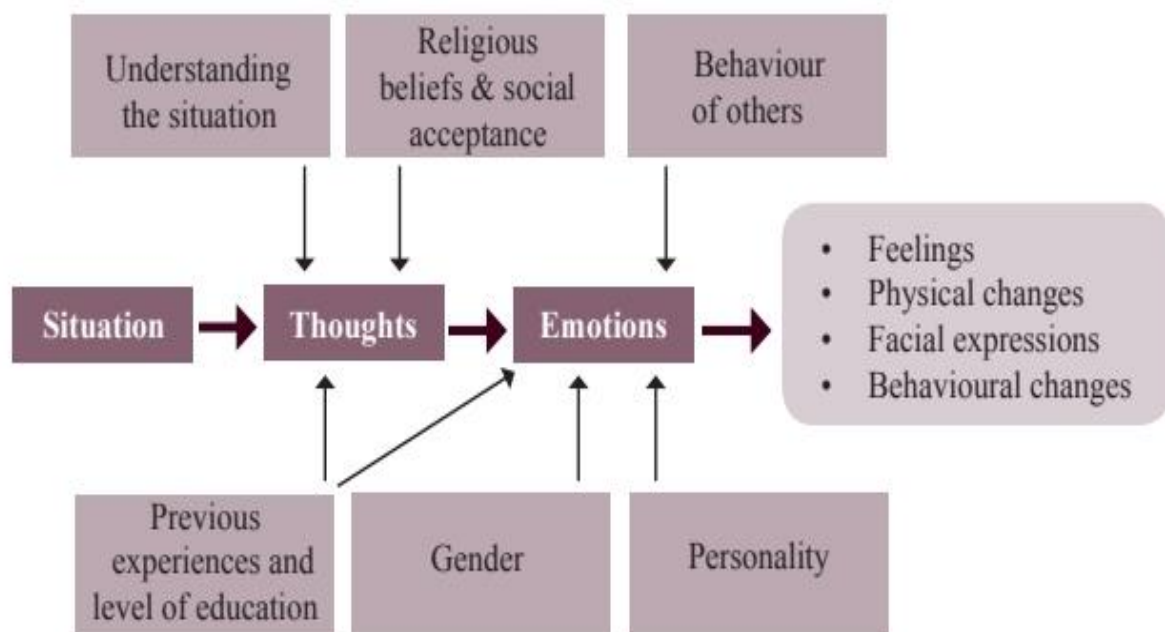 Understanding
the situation
Religious
beliefs & social
acceptance
Behaviour
of others
Situation
Thoughts
Emotions
• Feelings
• Physical changes
• Facial expressions
• Behavioural changes
Previous
experiences and
level of education
Gender
Personality